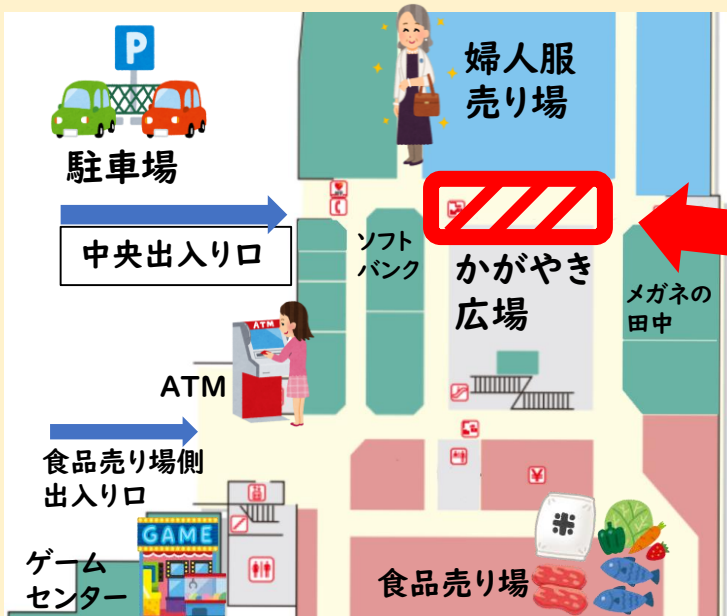 P
婦人服
売り場
駐車場
中央出入り口
ソフト
バンク
かがやき
広場
メガネの
田中
ATM
ATM
食品売り場側
出入り口
¥
米
GAME
ゲーム
センター
食品売り場